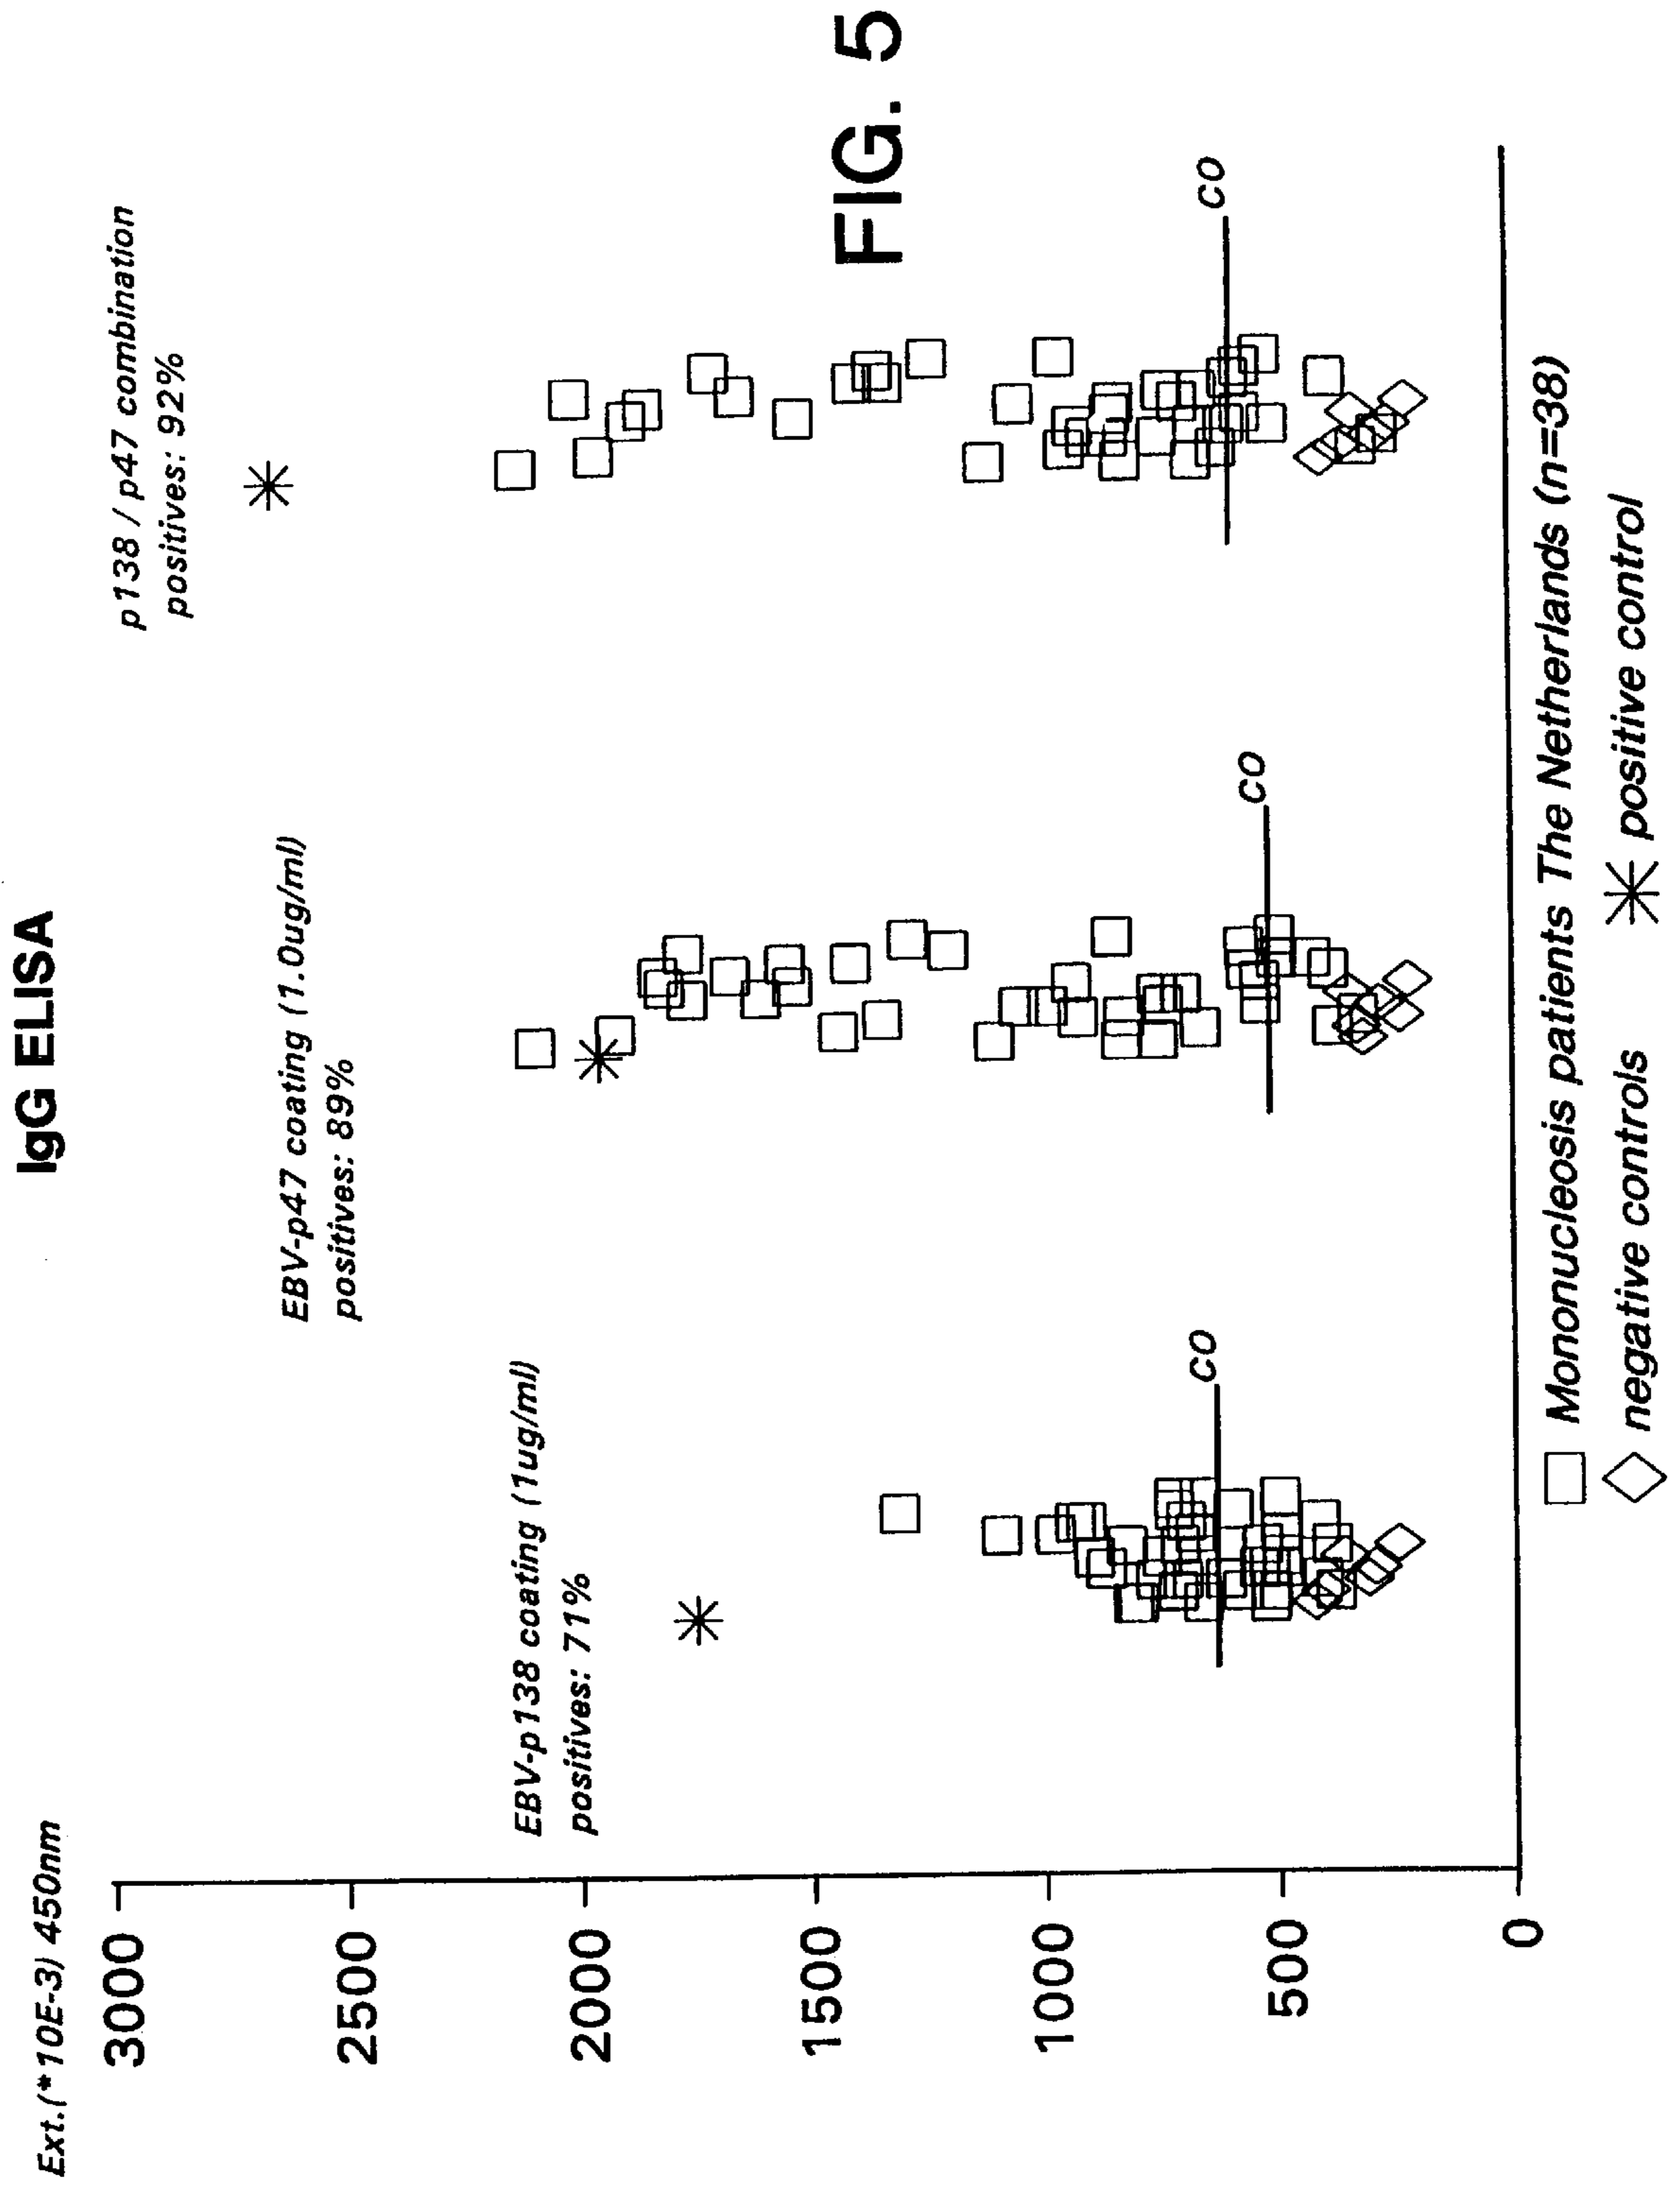 IgG ELISA
Ext.(*10E-3) 450nm
3000
2500
2000
1500
1000
500
0
EBV-p138 coating (1ug/ml)
positives: 71%
EBV-p47 coating (1.0ug/ml)
positives: 89%
p138 / p47 combination
positives: 92%
CO
CO
CO
Mononucleosis patients The Netherlands (n=38)
negative controls
positive control
FIG. 5